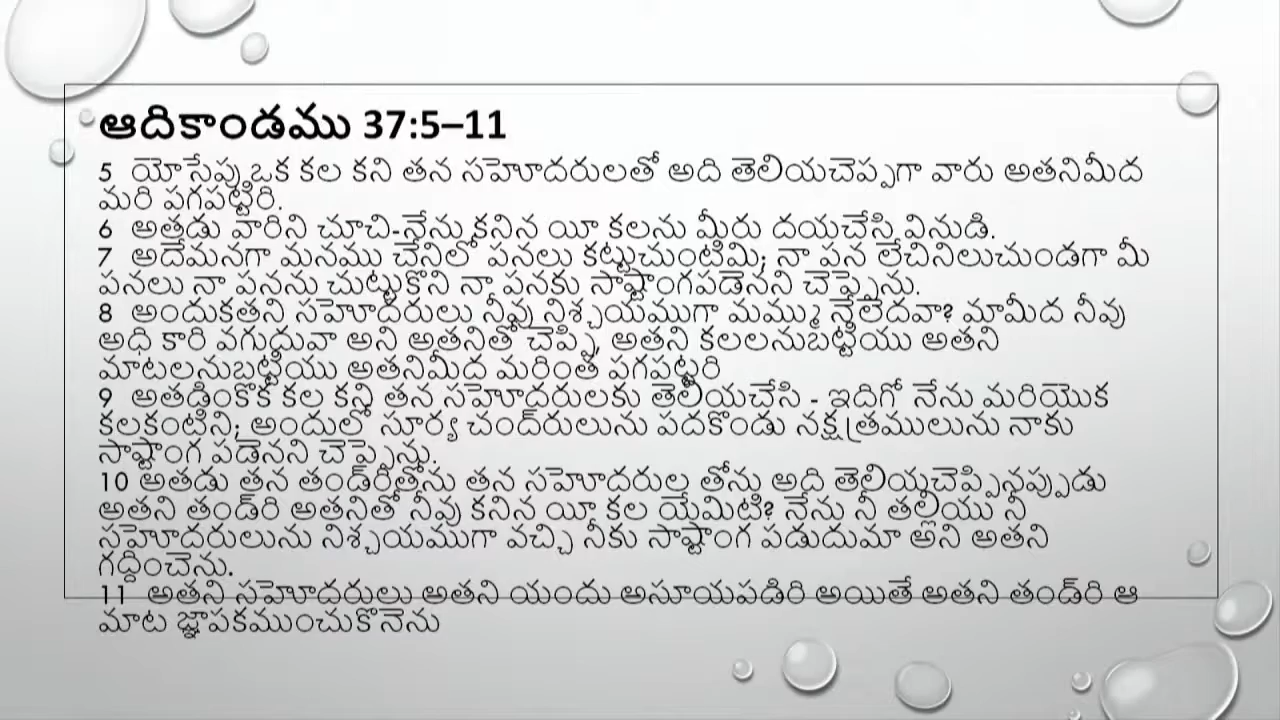 ఆదికాండము 37:5–11
5 యోసేపు ఒక కల కని తన సహోదరులతో అది తెలియచెప్పగా వారు అతనిమీద
మరి పగపట్టిరి.
6 అతడు వారిని చూచి-నేను కనిన యీ కలను మీరు దయచేసి వినుడి.
7 అదేమనగా మనము చేనిలో పనలు కట్టుచుంటిమి; నా పన లేచినిలుచుండగా మీ
పనలు నా పనను చుట్టుకొని నా పనకు సాష్టాంగపడెనని చెప్పెను.
8 అందుకతని సహోదరులు నీవు నిశ్చయముగా మమ్ము నేలెదవా? మామీద నీవు
అధి కారి వగుదువా అని అతనితో చెప్పి, అతని కలలనుబట్టియు అతని
మాటలనుబట్టియు అతనిమీద మరింత పగపట్టరి
9 అతడింకొక కల కని తన సహోదరులకు తెలియచేసి - ఇదిగో నేను మరియొక
కలకంటిని; అందులో సూర్య చంద్‌రులును పదకొండు నక్షత్రములును నాకు
సాష్టాంగ పడెనని చెప్పెను.
10 అతడు తన తండ్‌రితోను తన సహోదరుల తోను అది తెలియచెప్పినప్పుడు
అతని తండ్‌రి అతనితో నీవు కనిన యీ కల యేమిటి? నేను నీ తల్లియు నీ
సహోదరులును నిశ్చయముగా వచ్చి నీకు సాష్టాంగ పడుదుమా అని అతని
గద్దించెను.
11 అతని సహోదరులు అతని యందు అసూయపడిరి అయితే అతని తండ్‌రి ఆ
మాట జ్ఞాపకముంచుకొనెను